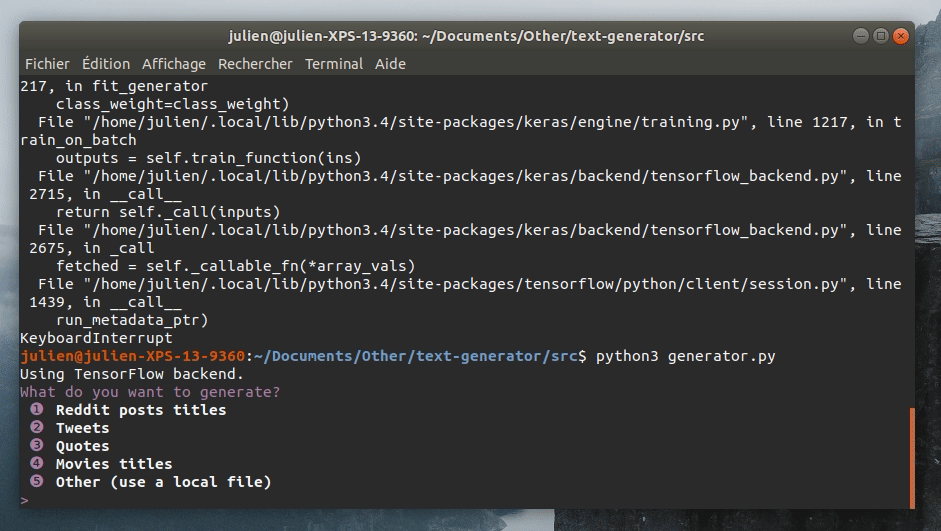 julien@julien-XPS-13-9360: ~/Documents/Other/text-generator/src
Fichier Édition Affichage Rechercher Terminal Aide
217, in fit_generator
    class_weight=class_weight)
  File "/home/julien/.local/lib/python3.4/site-packages/keras/engine/training.py", line 1217, in t
rain_on_batch
    outputs = self.train_function(ins)
  File "/home/julien/.local/lib/python3.4/site-packages/keras/backend/tensorflow_backend.py", line
 2715, in __call__
    return self._call(inputs)
  File "/home/julien/.local/lib/python3.4/site-packages/keras/backend/tensorflow_backend.py", line
 2675, in _call
    fetched = self._callable_fn(*array_vals)
  File "/home/julien/.local/lib/python3.4/site-packages/tensorflow/python/client/session.py", line
 1439, in __call__
    run_metadata_ptr)
KeyboardInterrupt
julien@julien-XPS-13-9360:~/Documents/Other/text-generator/src$ python3 generator.py
Using TensorFlow backend.
What do you want to generate?
 ❶ Reddit posts titles
 ❷ Tweets
 ❸ Quotes
 ❹ Movies titles
 ❺ Other (use a local file)
>